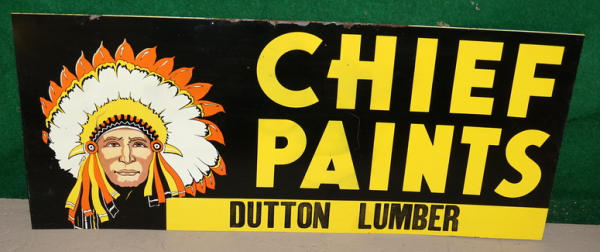 CHIEF
PAINTS
DUTTON LUMBER